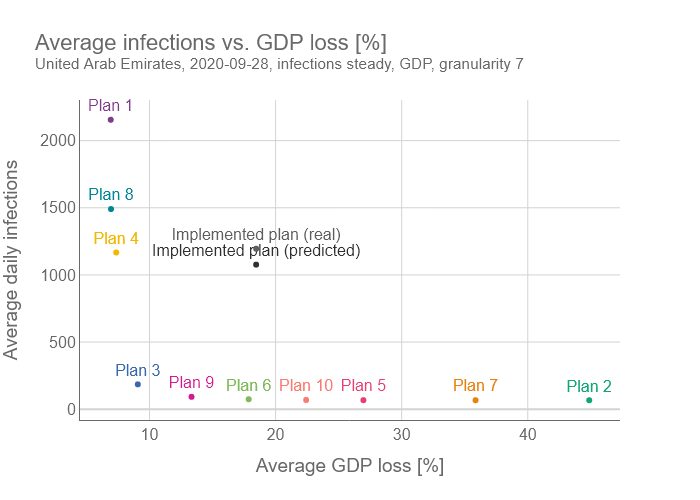 Average infections vs. GDP loss [%]
United Arab Emirates, 2020-09-28, infections steady, GDP, granularity 7
Plan 1
2000
Plan 8
1500
Plan 4
Implemented plan (real)
Implemented plan (predicted)
1000
500
Plan 3
Plan 9
Plan 6
Plan 10
Plan 5
Plan 7
Plan 2
0
10
20
30
40
Average GDP loss [%]
Average daily infections